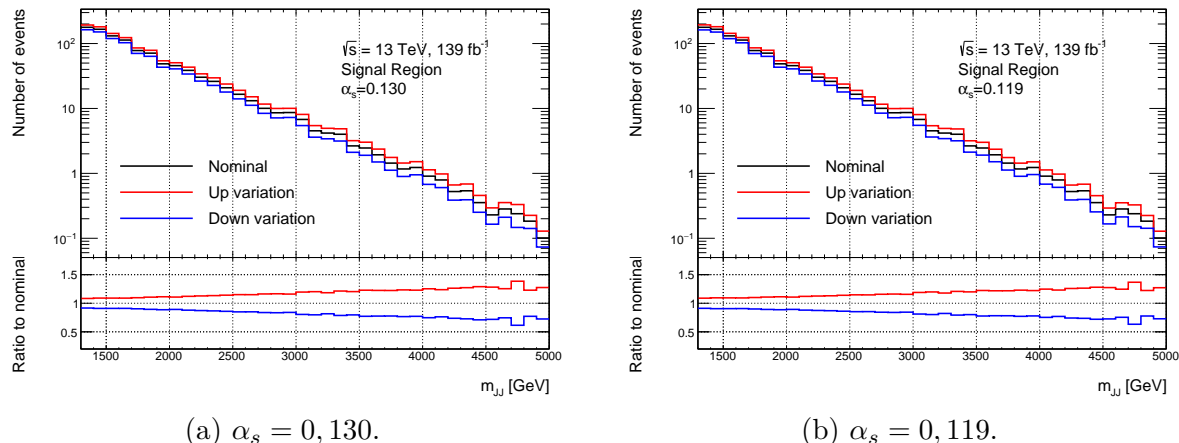 Number of events
10²
10
1
10⁻¹
√s = 13 TeV, 139 fb⁻¹
Signal Region
αₛ=0.130
Nominal
Up variation
Down variation
Ratio to nominal
1.5
1
0.5
1500 2000 2500 3000 3500 4000 4500 5000
m_JJ [GeV]
(a) αₛ = 0, 130.
Number of events
10²
10
1
10⁻¹
√s = 13 TeV, 139 fb⁻¹
Signal Region
αₛ=0.119
Nominal
Up variation
Down variation
Ratio to nominal
1.5
1
0.5
1500 2000 2500 3000 3500 4000 4500 5000
m_JJ [GeV]
(b) αₛ = 0, 119.